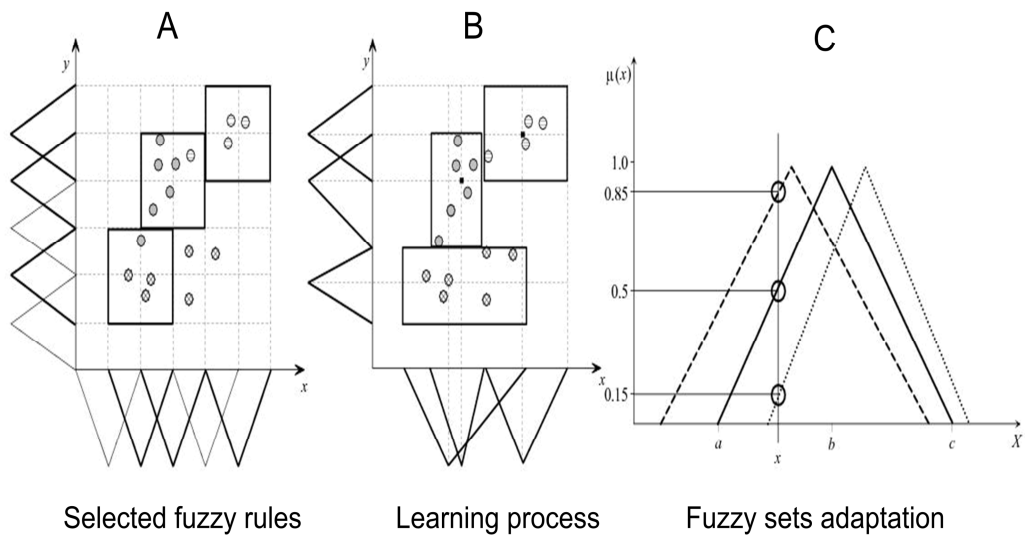 A
B
C
y
x
y
x
μ(x)
1.0
0.85
0.5
0.15
a
x
b
c
X
Selected fuzzy rules
Learning process
Fuzzy sets adaptation